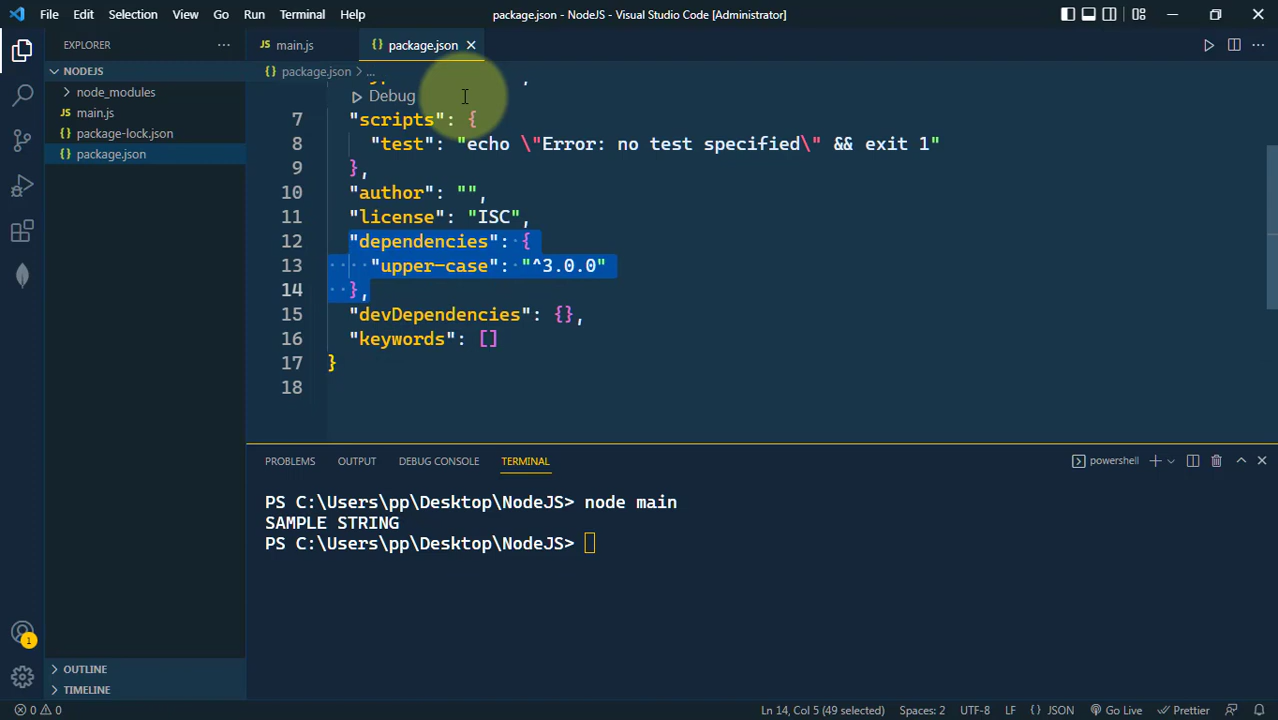 File Edit Selection View Go Run Terminal Help
package.json - NodeJS - Visual Studio Code [Administrator]
EXPLORER
main.js
{} package.json
NODEJS
{} package.json > ...
node_modules
main.js
{} package-lock.json
{} package.json
Debug
7 "scripts": {
8 "test": "echo \"Error: no test specified\" && exit 1"
9 },
10 "author": "",
11 "license": "ISC",
12 "dependencies": {
13 "upper-case": "^3.0.0"
14 },
15 "devDependencies": {},
16 "keywords": []
17 }
18
PROBLEMS OUTPUT DEBUG CONSOLE TERMINAL
powershell
PS C:\Users\pp\Desktop\NodeJS> node main
SAMPLE STRING
PS C:\Users\pp\Desktop\NodeJS>
1
OUTLINE
TIMELINE
0 0
Ln 14, Col 5 (49 selected) Spaces: 2 UTF-8 LF {} JSON Go Live Prettier